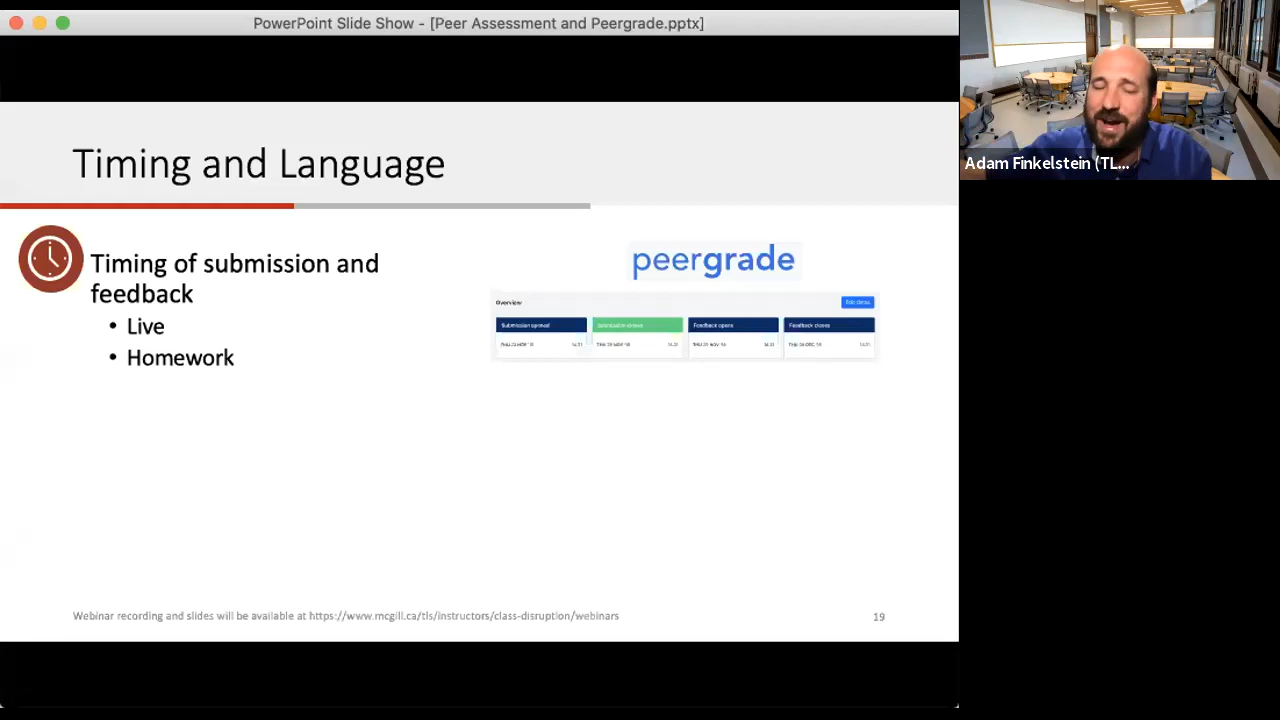 PowerPoint Slide Show - [Peer Assessment and Peergrade.pptx]
Adam Finkelstein (TL...
Timing and Language
Timing of submission and
feedback
• Live
• Homework
peergrade
Overview
Submission opened
Feedback opens
Feedback closes
Webinar recording and slides will be available at https://www.mcgill.ca/tls/instructors/class-disruption/webinars
19